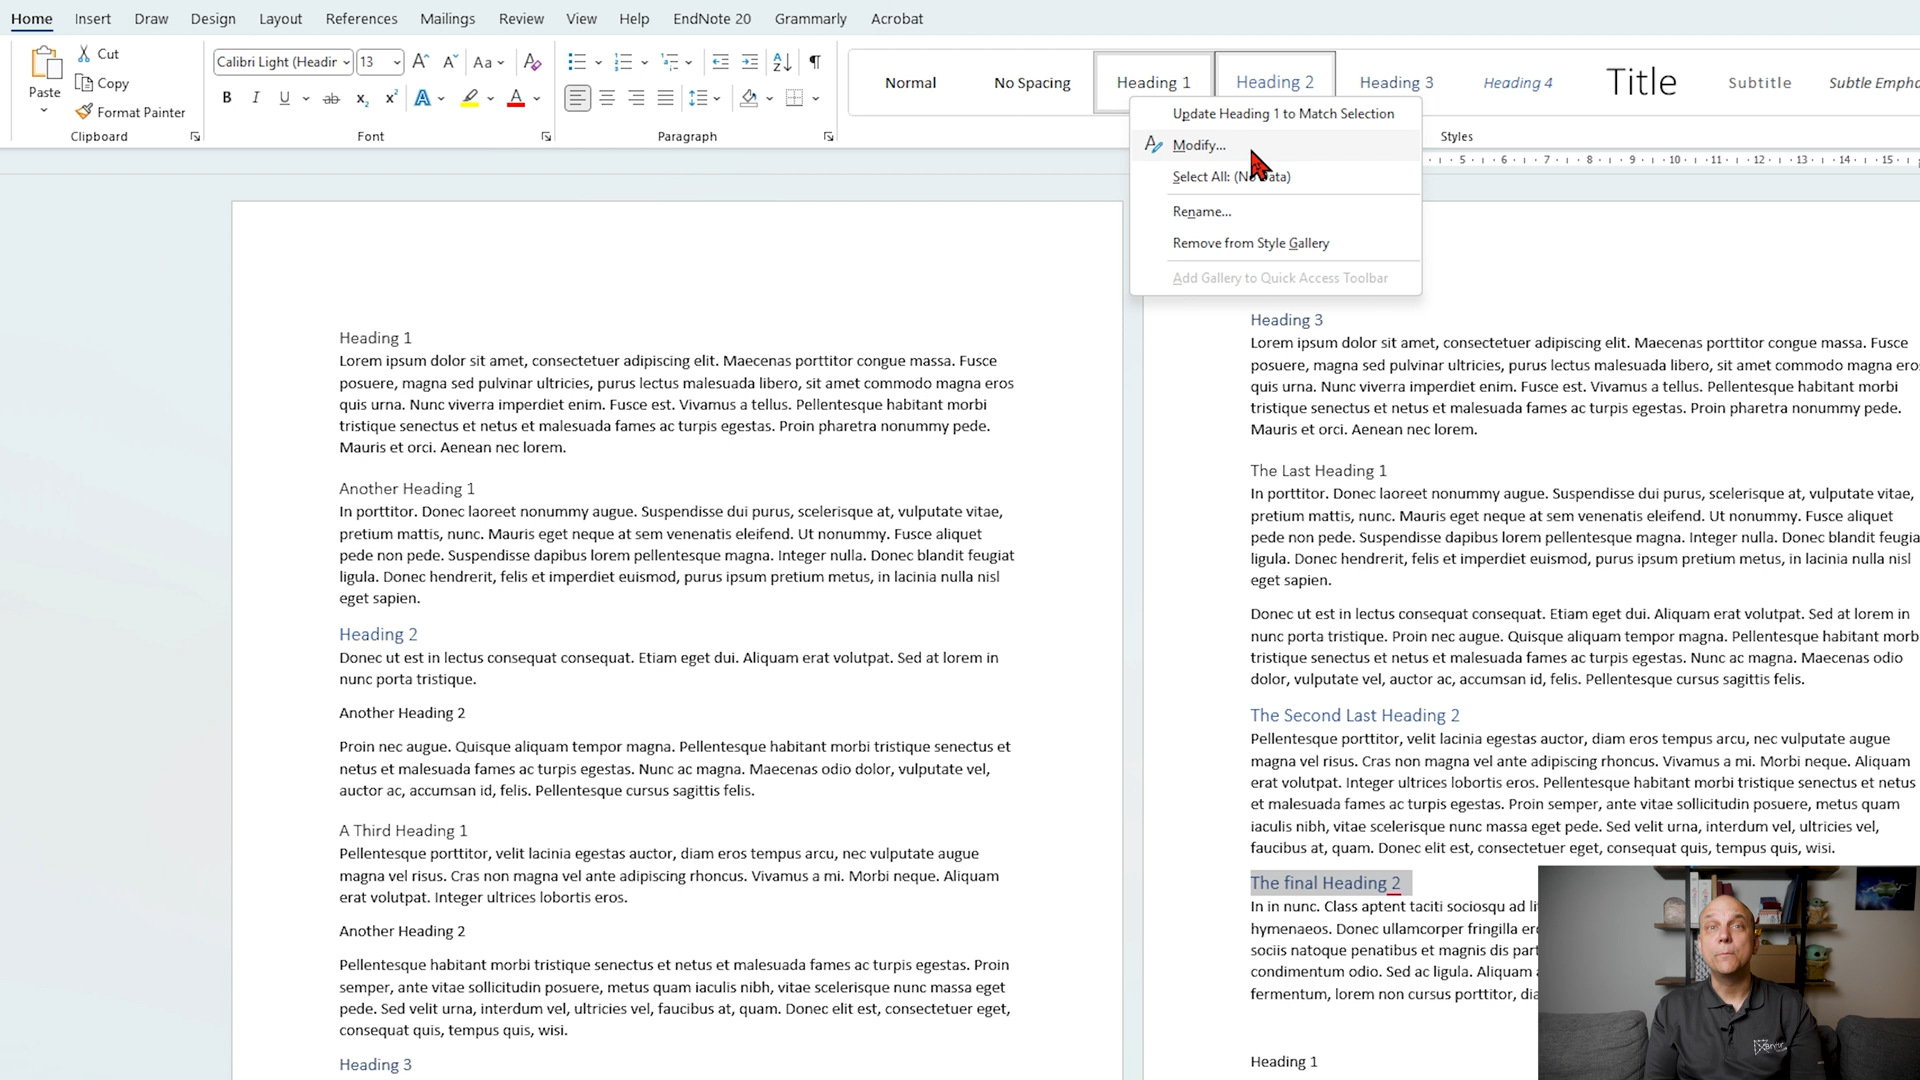 Home Insert Draw Design Layout References Mailings Review View Help EndNote 20 Grammarly Acrobat
Paste
Cut
Copy
Format Painter
Clipboard
Calibri Light (Headin 13
Font
Paragraph
Normal No Spacing Heading 1 Heading 2 Heading 3 Heading 4 Title Subtitle Subtle Empha
Styles
Update Heading 1 to Match Selection
Modify...
Select All: (No Data)
Rename...
Remove from Style Gallery
Add Gallery to Quick Access Toolbar
5 6 7 8 9 10 11 12 13 14 15
Heading 1
Lorem ipsum dolor sit amet, consectetuer adipiscing elit. Maecenas porttitor congue massa. Fusce
posuere, magna sed pulvinar ultricies, purus lectus malesuada libero, sit amet commodo magna eros
quis urna. Nunc viverra imperdiet enim. Fusce est. Vivamus a tellus. Pellentesque habitant morbi
tristique senectus et netus et malesuada fames ac turpis egestas. Proin pharetra nonummy pede.
Mauris et orci. Aenean nec lorem.
Another Heading 1
In porttitor. Donec laoreet nonummy augue. Suspendisse dui purus, scelerisque at, vulputate vitae,
pretium mattis, nunc. Mauris eget neque at sem venenatis eleifend. Ut nonummy. Fusce aliquet
pede non pede. Suspendisse dapibus lorem pellentesque magna. Integer nulla. Donec blandit feugiat
ligula. Donec hendrerit, felis et imperdiet euismod, purus ipsum pretium metus, in lacinia nulla nisl
eget sapien.
Heading 2
Donec ut est in lectus consequat consequat. Etiam eget dui. Aliquam erat volutpat. Sed at lorem in
nunc porta tristique.
Another Heading 2
Proin nec augue. Quisque aliquam tempor magna. Pellentesque habitant morbi tristique senectus et
netus et malesuada fames ac turpis egestas. Nunc ac magna. Maecenas odio dolor, vulputate vel,
auctor ac, accumsan id, felis. Pellentesque cursus sagittis felis.
A Third Heading 1
Pellentesque porttitor, velit lacinia egestas auctor, diam eros tempus arcu, nec vulputate augue
magna vel risus. Cras non magna vel ante adipiscing rhoncus. Vivamus a mi. Morbi neque. Aliquam
erat volutpat. Integer ultrices lobortis eros.
Another Heading 2
Pellentesque habitant morbi tristique senectus et netus et malesuada fames ac turpis egestas. Proin
semper, ante vitae sollicitudin posuere, metus quam iaculis nibh, vitae scelerisque nunc massa eget
pede. Sed velit urna, interdum vel, ultricies vel, faucibus at, quam. Donec elit est, consectetuer eget,
consequat quis, tempus quis, wisi.
Heading 3
Heading 3
Lorem ipsum dolor sit amet, consectetuer adipiscing elit. Maecenas porttitor congue massa. Fusce
posuere, magna sed pulvinar ultricies, purus lectus malesuada libero, sit amet commodo magna eros
quis urna. Nunc viverra imperdiet enim. Fusce est. Vivamus a tellus. Pellentesque habitant morbi
tristique senectus et netus et malesuada fames ac turpis egestas. Proin pharetra nonummy pede.
Mauris et orci. Aenean nec lorem.
The Last Heading 1
In porttitor. Donec laoreet nonummy augue. Suspendisse dui purus, scelerisque at, vulputate vitae,
pretium mattis, nunc. Mauris eget neque at sem venenatis eleifend. Ut nonummy. Fusce aliquet
pede non pede. Suspendisse dapibus lorem pellentesque magna. Integer nulla. Donec blandit feugia
ligula. Donec hendrerit, felis et imperdiet euismod, purus ipsum pretium metus, in lacinia nulla nisl
eget sapien.
Donec ut est in lectus consequat consequat. Etiam eget dui. Aliquam erat volutpat. Sed at lorem in
nunc porta tristique. Proin nec augue. Quisque aliquam tempor magna. Pellentesque habitant morb
tristique senectus et netus et malesuada fames ac turpis egestas. Nunc ac magna. Maecenas odio
dolor, vulputate vel, auctor ac, accumsan id, felis. Pellentesque cursus sagittis felis.
The Second Last Heading 2
Pellentesque porttitor, velit lacinia egestas auctor, diam eros tempus arcu, nec vulputate augue
magna vel risus. Cras non magna vel ante adipiscing rhoncus. Vivamus a mi. Morbi neque. Aliquam
erat volutpat. Integer ultrices lobortis eros. Pellentesque habitant morbi tristique senectus et netus
et malesuada fames ac turpis egestas. Proin semper, ante vitae sollicitudin posuere, metus quam
iaculis nibh, vitae scelerisque nunc massa eget pede. Sed velit urna, interdum vel, ultricies vel,
faucibus at, quam. Donec elit est, consectetuer eget, consequat quis, tempus quis, wisi.
The final Heading 2
In in nunc. Class aptent taciti sociosqu ad li
hymenaeos. Donec ullamcorper fringilla er
sociis natoque penatibus et magnis dis part
condimentum odio. Sed ac ligula. Aliquam
fermentum, lorem non cursus porttitor, dia
Heading 1